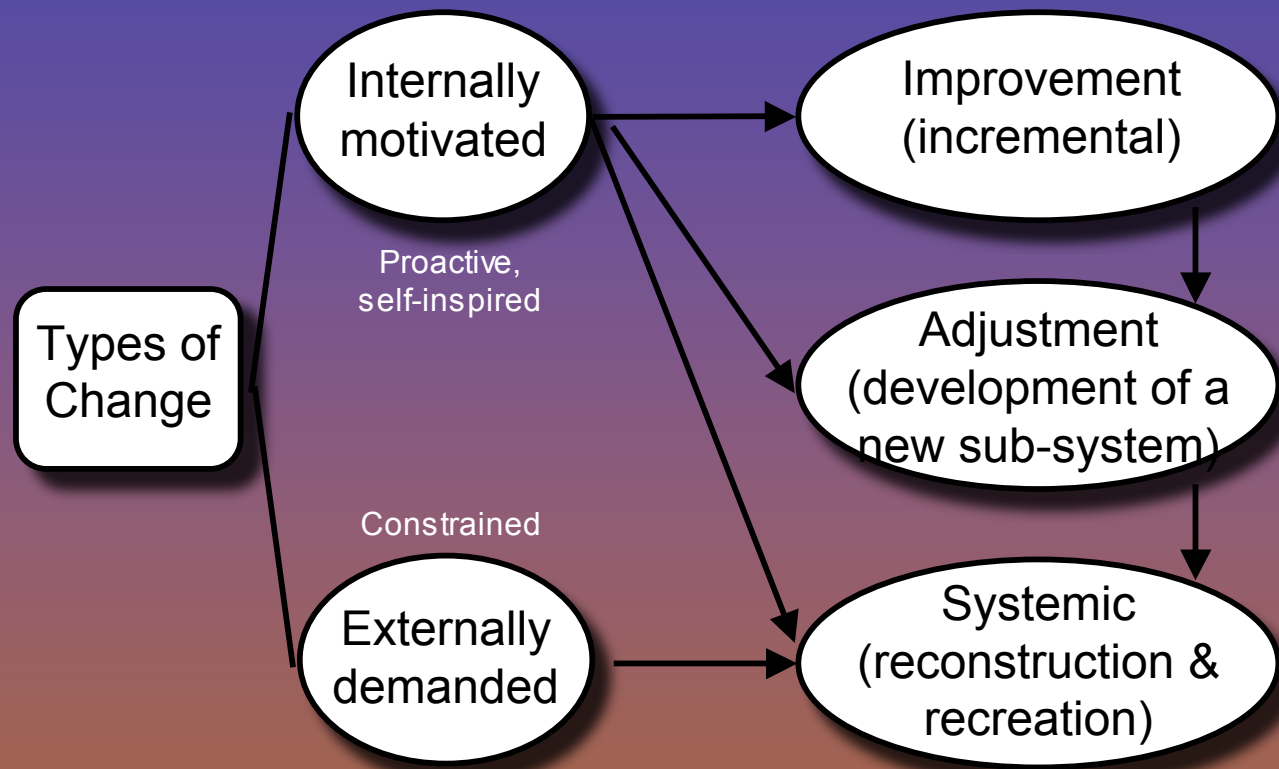 Types of
Change
Internally
motivated
Proactive,
self-inspired
Constrained
Externally
demanded
Improvement
(incremental)
Adjustment
(development of a
new sub-system)
Systemic
(reconstruction &
recreation)